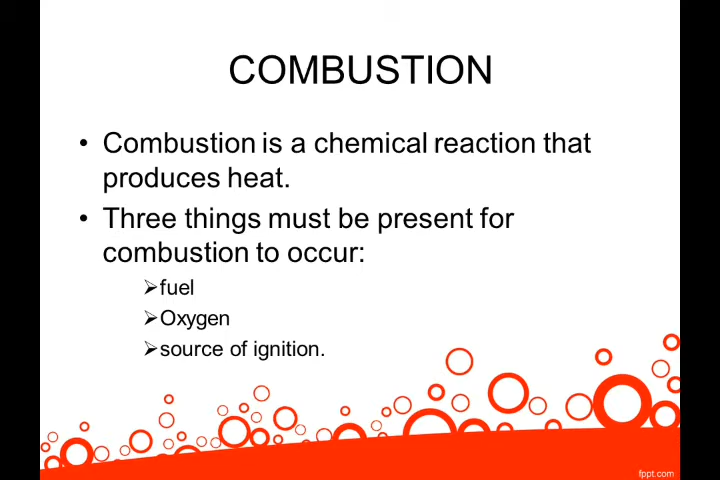 COMBUSTION
• Combustion is a chemical reaction that
produces heat.
• Three things must be present for
combustion to occur:
➢fuel
➢Oxygen
➢source of ignition.
fppt.com